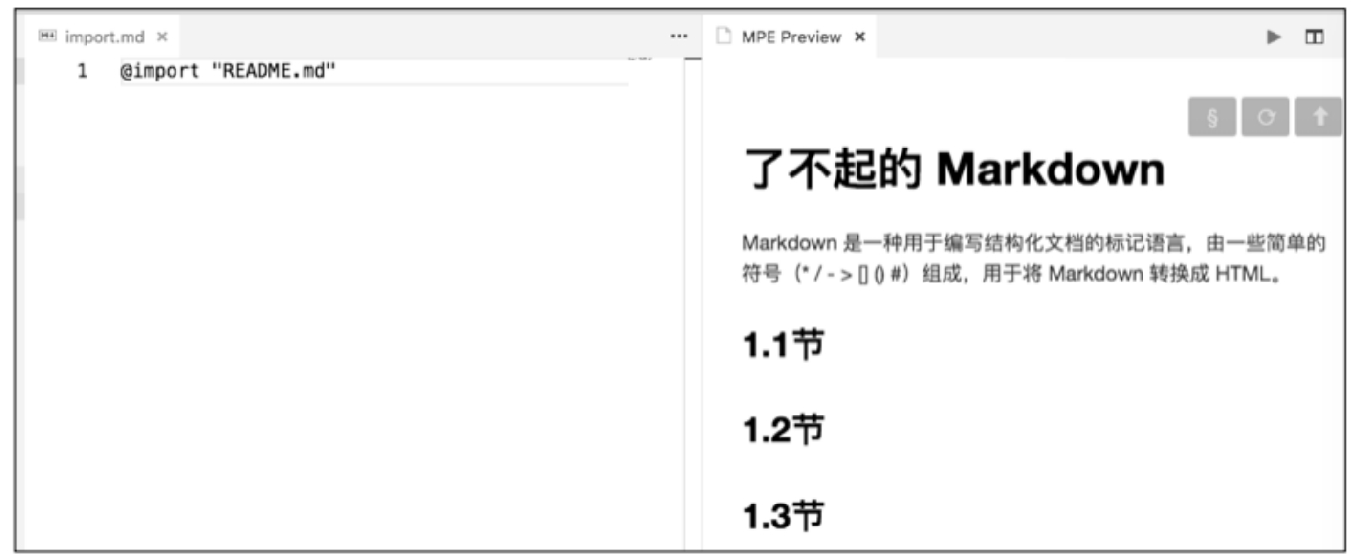 import.md ×
1 @import "README.md"
MPE Preview ×
了不起的 Markdown
Markdown 是一种用于编写结构化文档的标记语言，由一些简单的
符号（* / - > [] () #）组成，用于将 Markdown 转换成 HTML。
1.1节
1.2节
1.3节